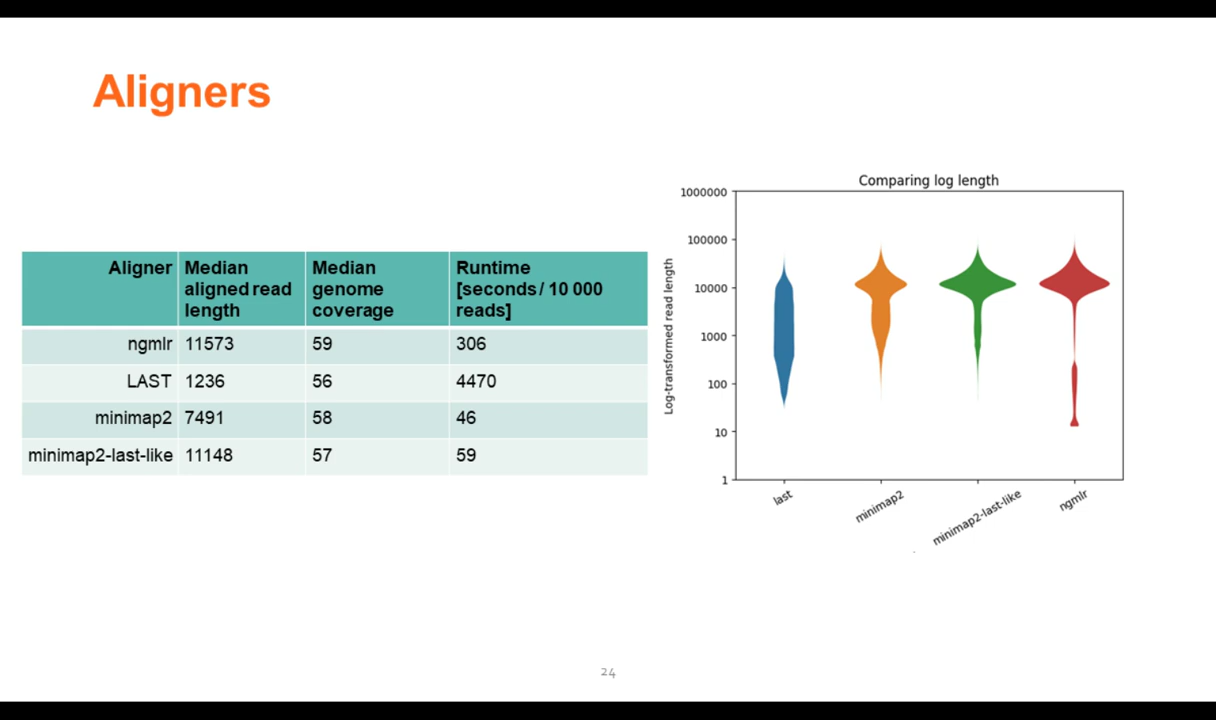 Aligners
Aligner
Median
aligned read
length
Median
genome
coverage
Runtime
[seconds / 10 000
reads]
ngmlr 11573 59 306
LAST 1236 56 4470
minimap2 7491 58 46
minimap2-last-like 11148 57 59
Comparing log length
Log-transformed read length
1000000
100000
10000
1000
100
10
1
last
minimap2
minimap2-last-like
ngmlr
24